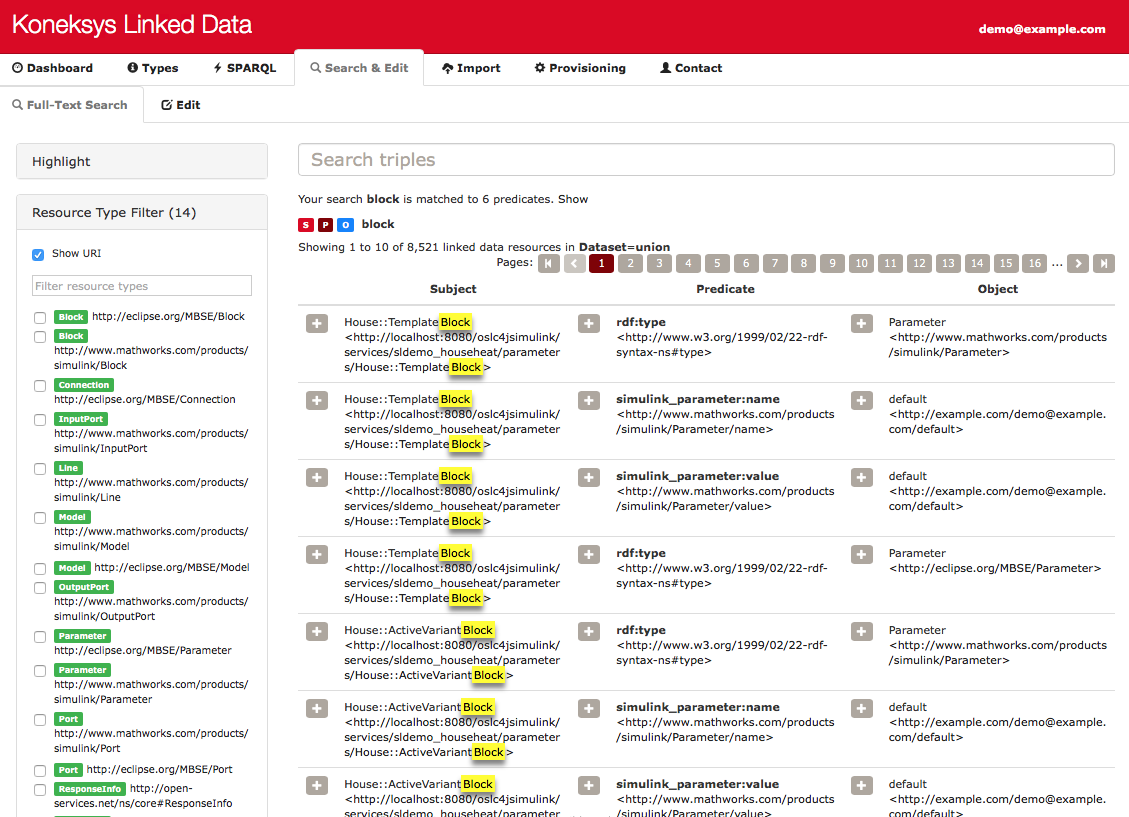 Koneksys Linked Data
demo@example.com
Dashboard Types SPARQL Search & Edit Import Provisioning Contact
Full-Text Search Edit
Highlight
Resource Type Filter (14)
Show URI
Filter resource types
Block http://eclipse.org/MBSE/Block
Block
http://www.mathworks.com/products/
simulink/Block
Connection
http://eclipse.org/MBSE/Connection
InputPort
http://www.mathworks.com/products/
simulink/InputPort
Line
http://www.mathworks.com/products/
simulink/Line
Model
http://www.mathworks.com/products/
simulink/Model
Model http://eclipse.org/MBSE/Model
OutputPort
http://www.mathworks.com/products/
simulink/OutputPort
Parameter
http://eclipse.org/MBSE/Parameter
Parameter
http://www.mathworks.com/products/
simulink/Parameter
Port
http://www.mathworks.com/products/
simulink/Port
Port http://eclipse.org/MBSE/Port
ResponseInfo http://open-
services.net/ns/core#ResponseInfo
Search triples
Your search block is matched to 6 predicates. Show
S P O block
Showing 1 to 10 of 8,521 linked data resources in Dataset=union
Pages: 1 2 3 4 5 6 7 8 9 10 11 12 13 14 15 16 ...
Subject Predicate Object
House::TemplateBlock
<http://localhost:8080/oslc4jsimulink/
services/sldemo_househeat/parameter
s/House::TemplateBlock>
rdf:type
<http://www.w3.org/1999/02/22-rdf-
syntax-ns#type>
Parameter
<http://www.mathworks.com/products
/simulink/Parameter>
House::TemplateBlock
<http://localhost:8080/oslc4jsimulink/
services/sldemo_househeat/parameter
s/House::TemplateBlock>
simulink_parameter:name
<http://www.mathworks.com/products
/simulink/Parameter/name>
default
<http://example.com/demo@example.
com/default>
House::TemplateBlock
<http://localhost:8080/oslc4jsimulink/
services/sldemo_househeat/parameter
s/House::TemplateBlock>
simulink_parameter:value
<http://www.mathworks.com/products
/simulink/Parameter/value>
default
<http://example.com/demo@example.
com/default>
House::TemplateBlock
<http://localhost:8080/oslc4jsimulink/
services/sldemo_househeat/parameter
s/House::TemplateBlock>
rdf:type
<http://www.w3.org/1999/02/22-rdf-
syntax-ns#type>
Parameter
<http://eclipse.org/MBSE/Parameter>
House::ActiveVariantBlock
<http://localhost:8080/oslc4jsimulink/
services/sldemo_househeat/parameter
s/House::ActiveVariantBlock>
rdf:type
<http://www.w3.org/1999/02/22-rdf-
syntax-ns#type>
Parameter
<http://www.mathworks.com/products
/simulink/Parameter>
House::ActiveVariantBlock
<http://localhost:8080/oslc4jsimulink/
services/sldemo_househeat/parameter
s/House::ActiveVariantBlock>
simulink_parameter:name
<http://www.mathworks.com/products
/simulink/Parameter/name>
default
<http://example.com/demo@example.
com/default>
House::ActiveVariantBlock
<http://localhost:8080/oslc4jsimulink/
services/sldemo_househeat/parameter
simulink_parameter:value
<http://www.mathworks.com/products
/simulink/Parameter/value>
default
<http://example.com/demo@example.
com/default>